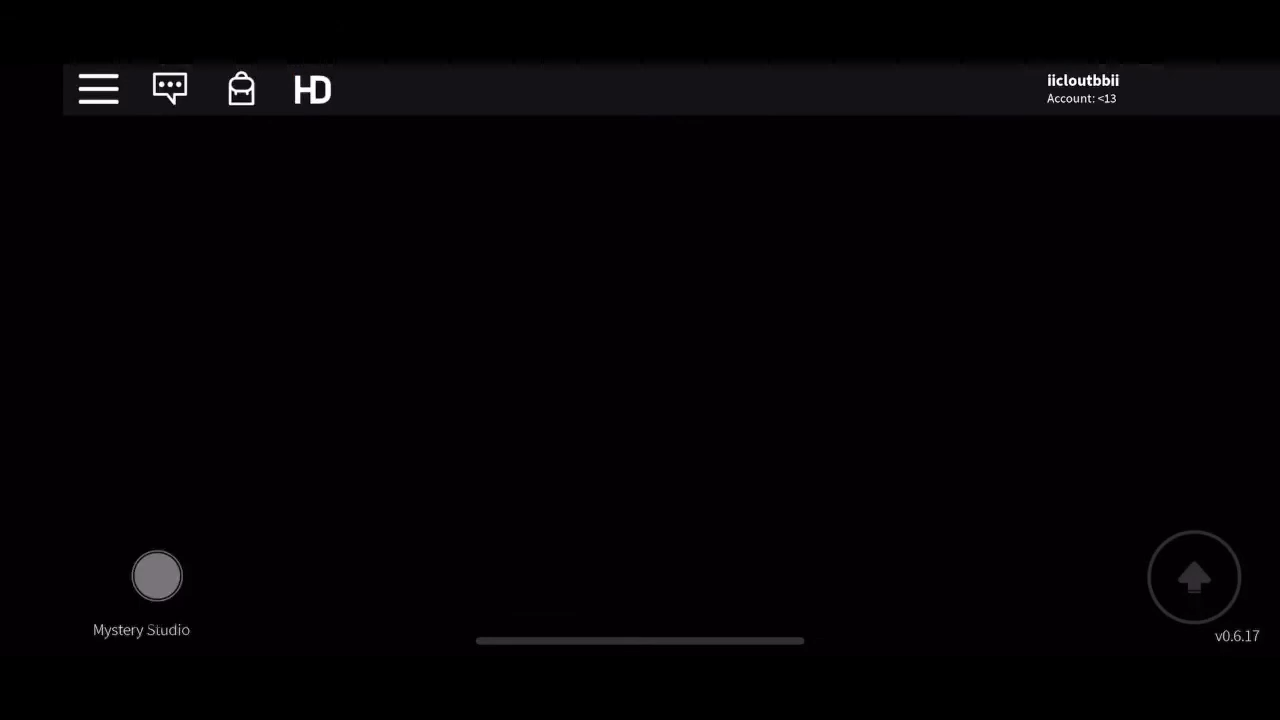 HD
iicloutbbii
Account: <13
Mystery Studio
v0.6.17